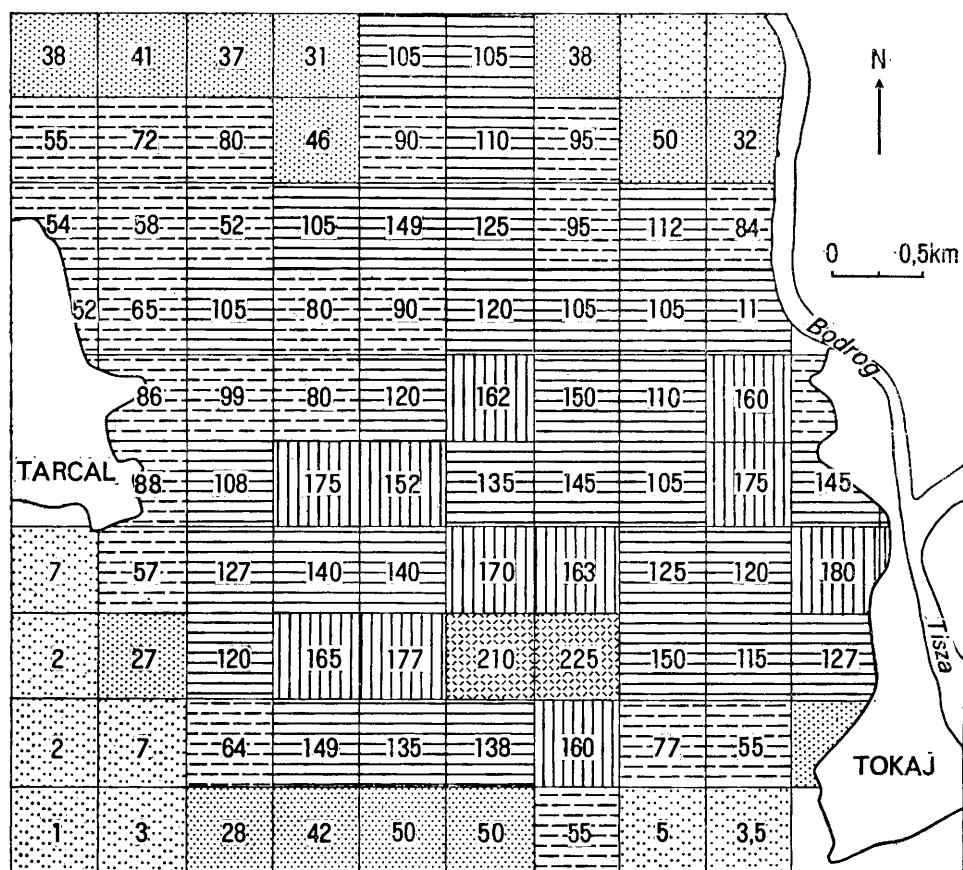 38 41 37 31 105 105 38
N
55 72 80 46 90 110 95 50 32
54 58 52 105 149 125 95 112 84
0 0,5km
52 65 105 80 90 120 105 105 11
Bodrog
86 99 80 120 162 150 110 160
TARCAL 88 108 175 152 135 145 105 175 145
7 57 127 140 140 170 163 125 120 180
2 27 120 165 177 210 225 150 115 127
Tisza
2 7 64 149 135 138 160 77 55
TOKAJ
1 3 28 42 50 50 55 5 3,5